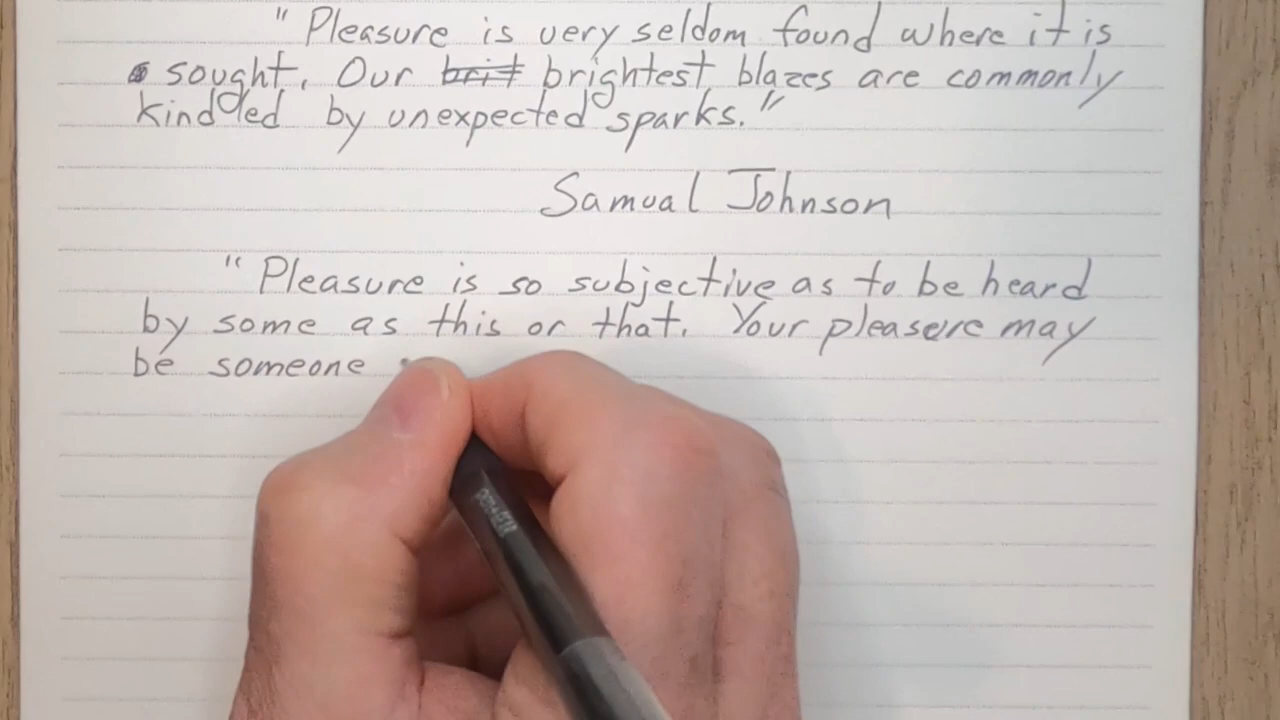 "Pleasure is very seldom found where it is
sought. Our brightest blazes are commonly
kindled by unexpected sparks."
Samual Johnson
"Pleasure is so subjective as to be heard
by some as this or that. Your pleasure may
be someone